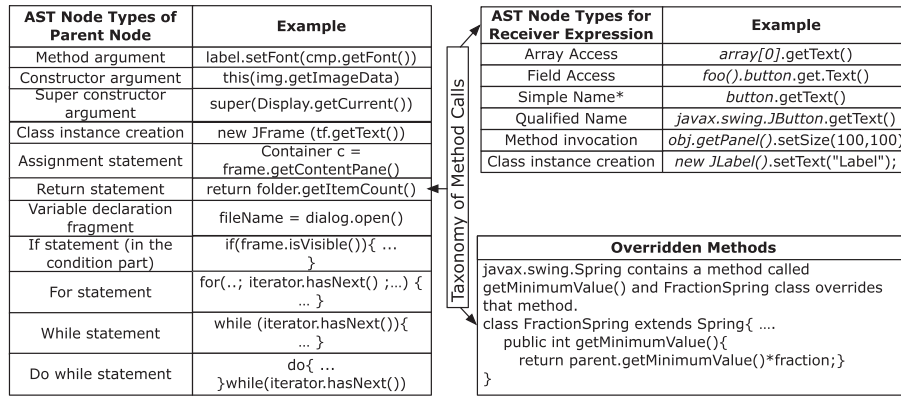 AST Node Types of
Parent Node
Example
Method argument
label.setFont(cmp.getFont())
Constructor argument
this(img.getImageData)
Super constructor
argument
super(Display.getCurrent())
Class instance creation
new JFrame (tf.getText())
Assignment statement
Container c =
frame.getContentPane()
Return statement
return folder.getItemCount()
Variable declaration
fragment
fileName = dialog.open()
If statement (in the
condition part)
if(frame.isVisible()){ ...
}
For statement
for(..; iterator.hasNext() ;...) {
... }
While statement
while (iterator.hasNext()){
... }
Do while statement
do{ ...
}while(iterator.hasNext())
Taxonomy of Method Calls
AST Node Types for
Receiver Expression
Example
Array Access
array[0].getText()
Field Access
foo().button.get.Text()
Simple Name*
button.getText()
Qualified Name
javax.swing.JButton.getText()
Method invocation
obj.getPanel().setSize(100,100)
Class instance creation
new JLabel().setText("Label");
Overridden Methods
javax.swing.Spring contains a method called
getMinimumValue() and FractionSpring class overrides
that method.
class FractionSpring extends Spring{ ....
public int getMinimumValue(){
return parent.getMinimumValue()*fraction;}
}